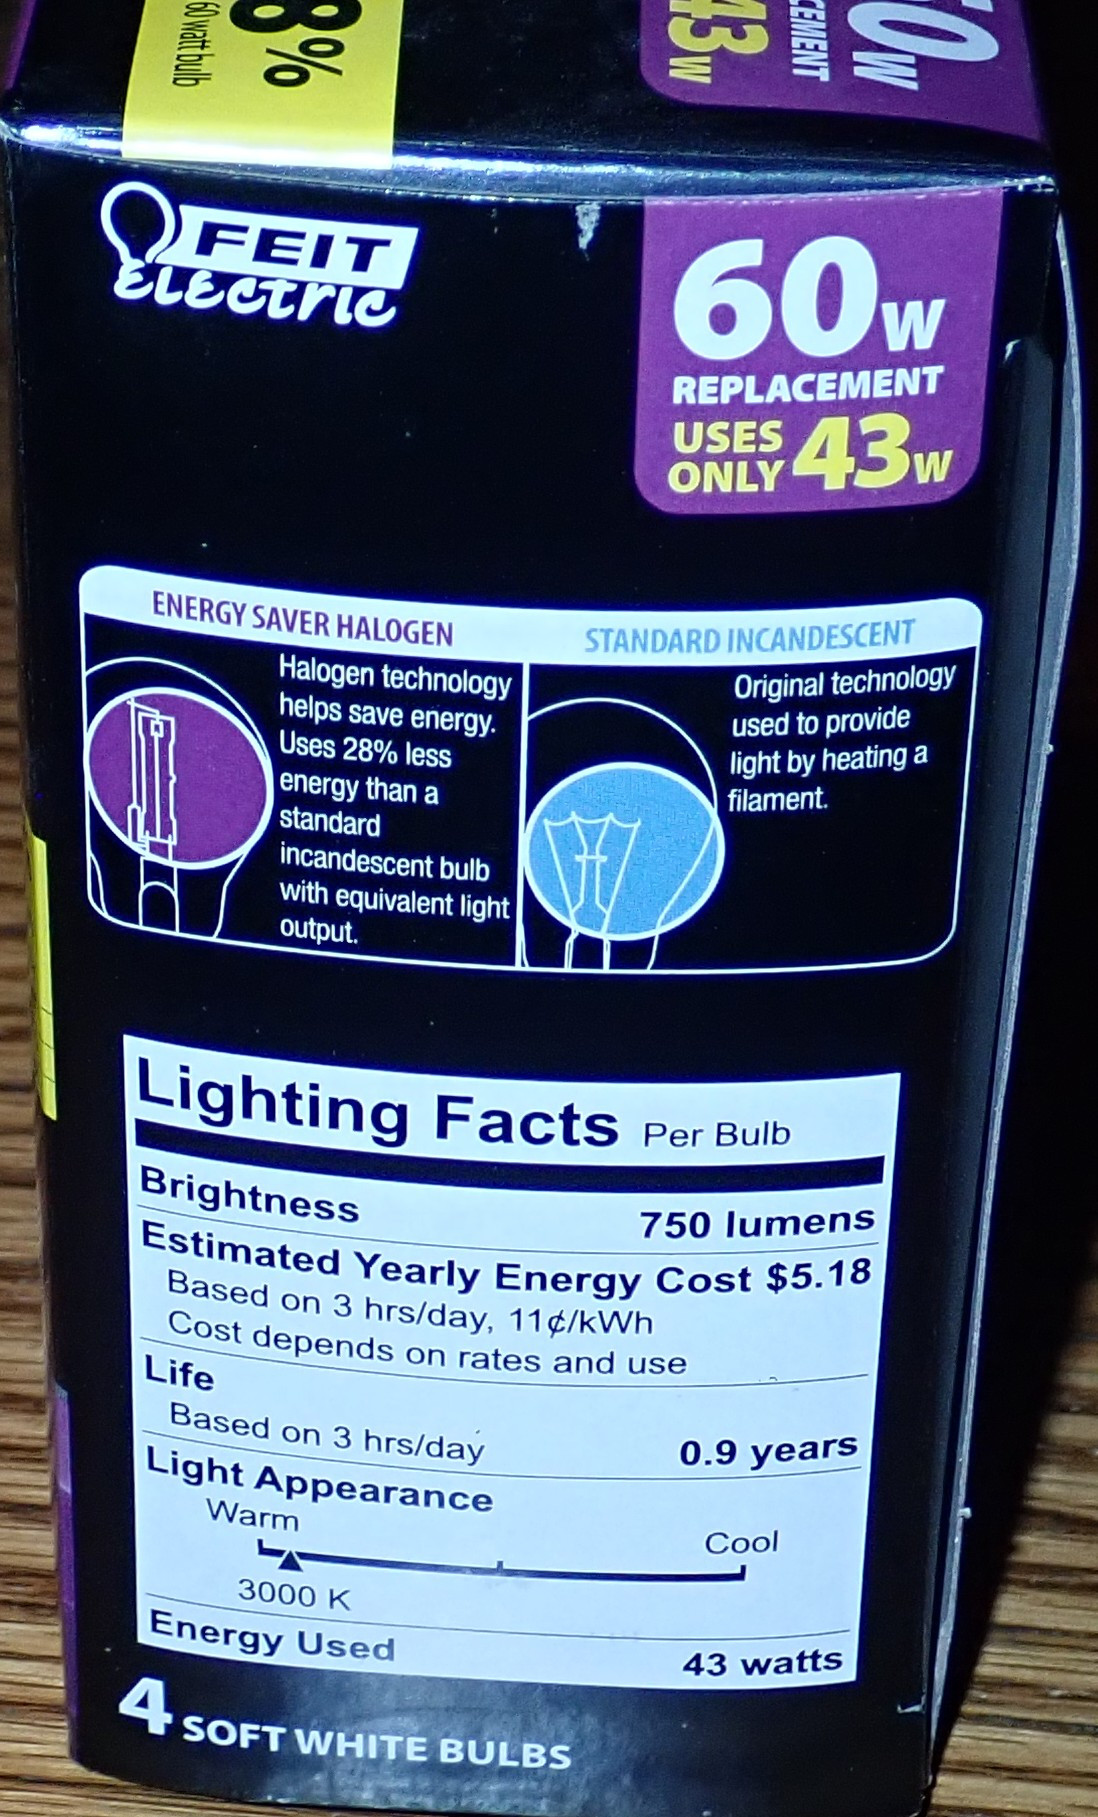 8%
60 watt bulb
60W
CEMENT
43W
FEIT
ELECTRIC
60W
REPLACEMENT
USES
ONLY 43W
ENERGY SAVER HALOGEN
Halogen technology
helps save energy.
Uses 28% less
energy than a
standard
incandescent bulb
with equivalent light
output.
STANDARD INCANDESCENT
Original technology
used to provide
light by heating a
filament.
Lighting Facts Per Bulb
Brightness 750 lumens
Estimated Yearly Energy Cost $5.18
Based on 3 hrs/day, 11¢/kWh
Cost depends on rates and use
Life
Based on 3 hrs/day 0.9 years
Light Appearance
Warm Cool
3000 K
Energy Used 43 watts
4 SOFT WHITE BULBS